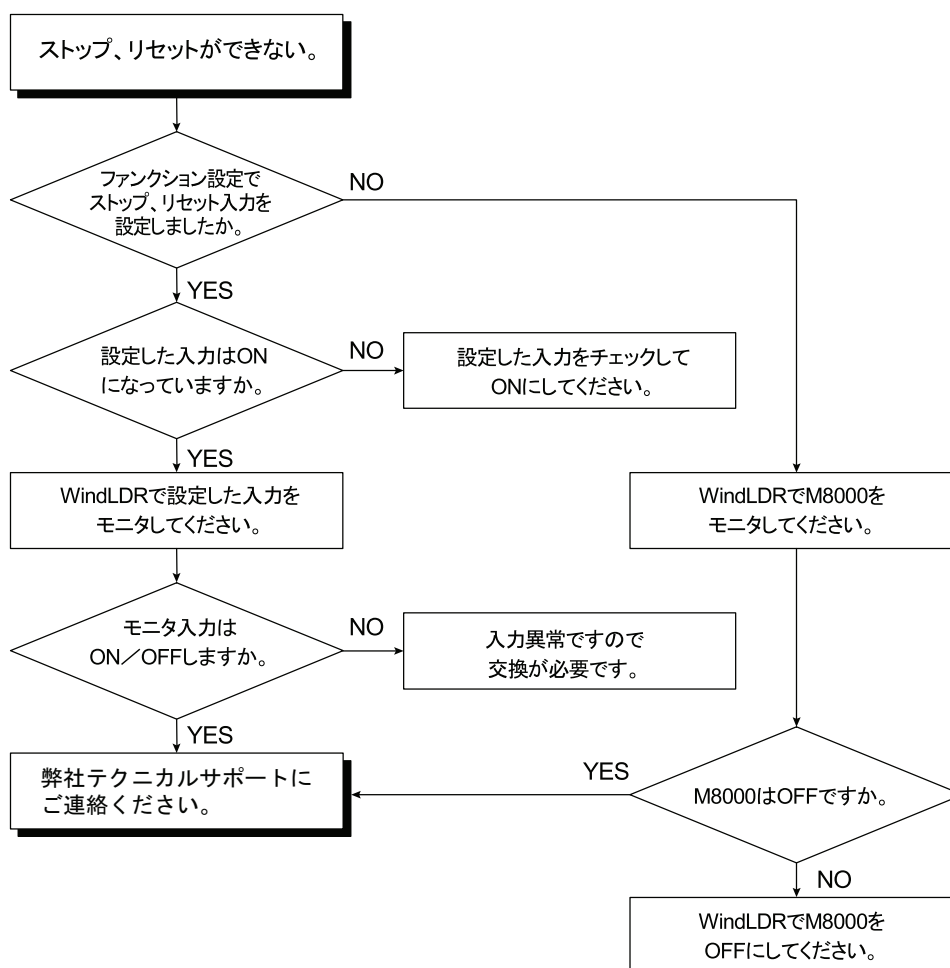 ストップ、リセットができない。
ファンクション設定で
ストップ、リセット入力を
設定しましたか。
NO
YES
設定した入力はON
になっていますか。
NO
設定した入力をチェックして
ONにしてください。
YES
WindLDRで設定した入力を
モニタしてください。
WindLDRでM8000を
モニタしてください。
モニタ入力は
ON／OFFしますか。
NO
入力異常ですので
交換が必要です。
YES
弊社テクニカルサポートに
ご連絡ください。
YES
M8000はOFFですか。
NO
WindLDRでM8000を
OFFにしてください。